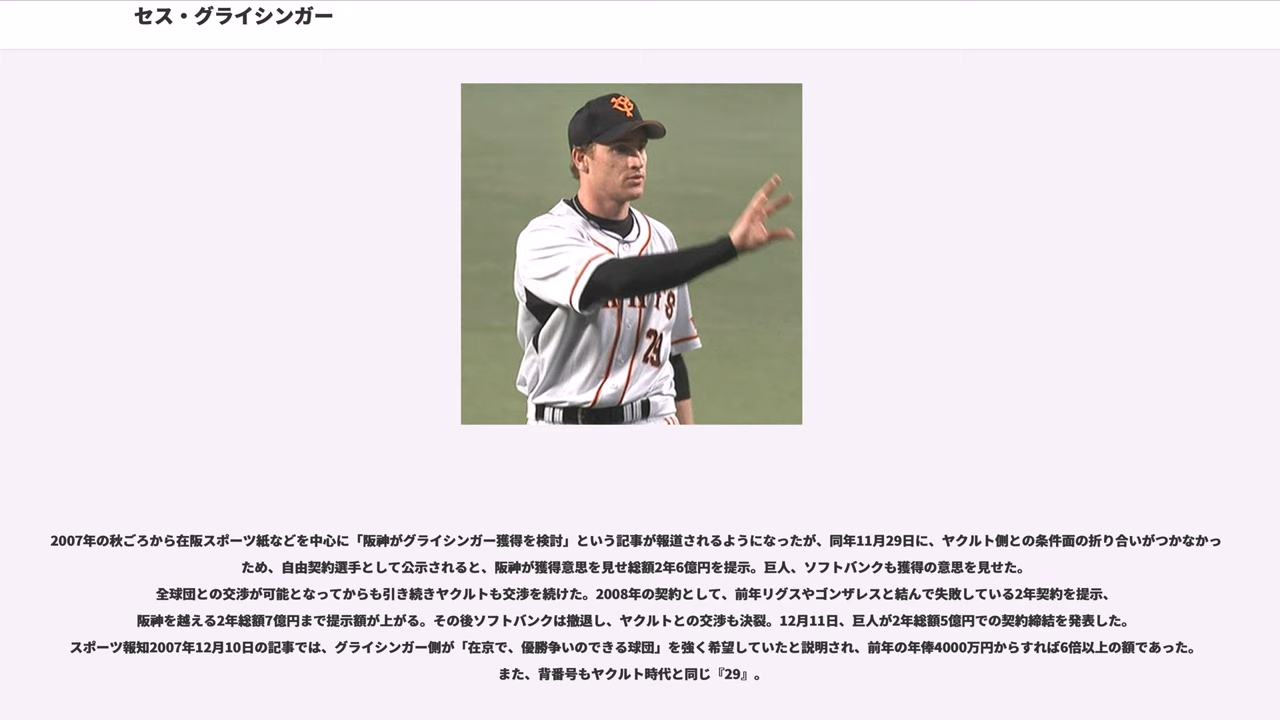 セス・グライシンガー
29
2007年の秋ごろから在阪スポーツ紙などを中心に「阪神がグライシンガー獲得を検討」という記事が報道されるようになったが、同年11月29日に、ヤクルト側との条件面の折り合いがつかなかっ
ため、自由契約選手として公示されると、阪神が獲得意思を見せ総額2年6億円を提示。巨人、ソフトバンクも獲得の意思を見せた。
全球団との交渉が可能となってからも引き続きヤクルトも交渉を続けた。2008年の契約として、前年リグスやゴンザレスと結んで失敗している2年契約を提示、
阪神を越える2年総額7億円まで提示額が上がる。その後ソフトバンクは撤退し、ヤクルトとの交渉も決裂。12月11日、巨人が2年総額5億円での契約締結を発表した。
スポーツ報知2007年12月10日の記事では、グライシンガー側が「在京で、優勝争いのできる球団」を強く希望していたと説明され、前年の年俸4000万円からすれば6倍以上の額であった。
また、背番号もヤクルト時代と同じ『29』。